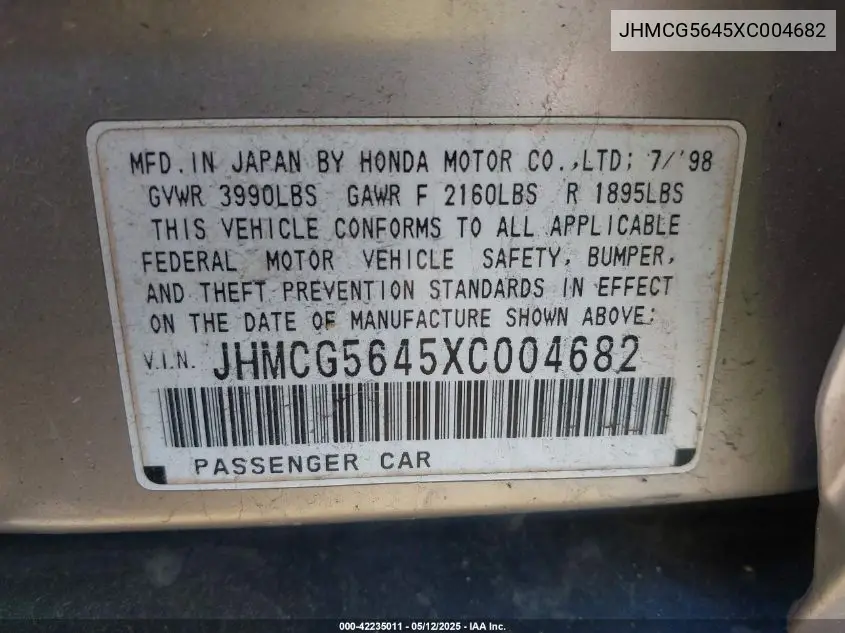 JHMCG5645XC004682
MFD. IN JAPAN BY HONDA MOTOR CO., LTD; 7/'98
GVWR 3990LBS GAWR F 2160LBS R 1895LBS
THIS VEHICLE CONFORMS TO ALL APPLICABLE
FEDERAL MOTOR VEHICLE SAFETY, BUMPER,
AND THEFT PREVENTION STANDARDS IN EFFECT
ON THE DATE OF MANUFACTURE SHOWN ABOVE;
V.I.N. JHMCG5645XC004682
PASSENGER CAR
000-42235011 - 05/12/2025 - IAA Inc.